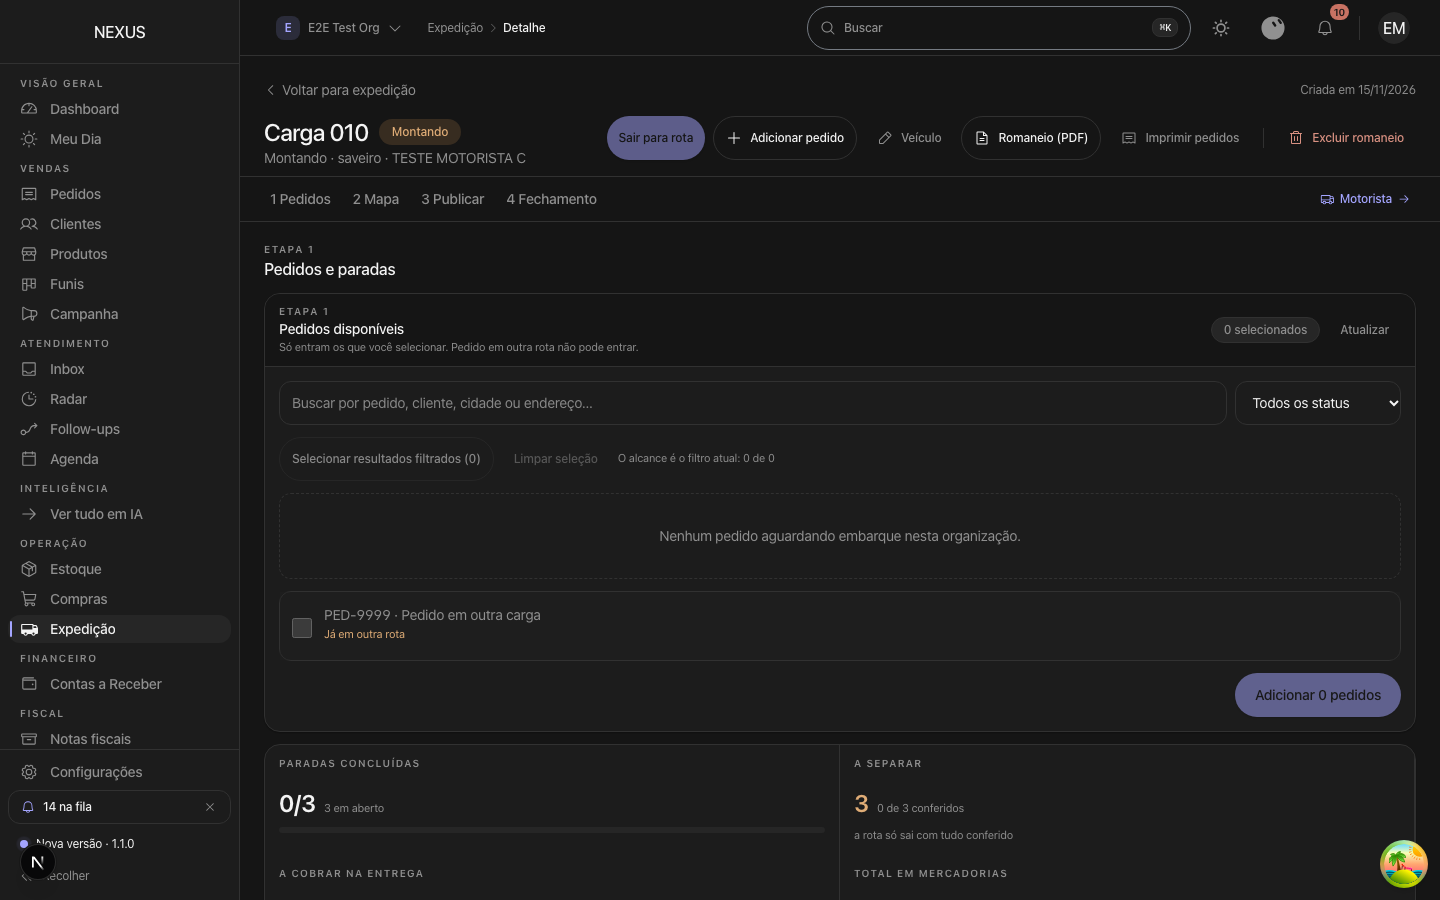 NEXUS
VISÃO GERAL
Dashboard
Meu Dia
VENDAS
Pedidos
Clientes
Produtos
Funis
Campanha
ATENDIMENTO
Inbox
Radar
Follow-ups
Agenda
INTELIGÊNCIA
Ver tudo em IA
OPERAÇÃO
Estoque
Compras
Expedição
FINANCEIRO
Contas a Receber
FISCAL
Notas fiscais
Configurações
14 na fila
Nova versão · 1.1.0
N
colher
E E2E Test Org Expedição Detalhe
Buscar ⌘K
10
EM
Voltar para expedição
Criada em 15/11/2026
Carga 010 Montando
Montando · saveiro · TESTE MOTORISTA C
Sair para rota Adicionar pedido Veículo Romaneio (PDF) Imprimir pedidos Excluir romaneio
1 Pedidos 2 Mapa 3 Publicar 4 Fechamento
Motorista →
ETAPA 1
Pedidos e paradas
ETAPA 1
Pedidos disponíveis
Só entram os que você selecionar. Pedido em outra rota não pode entrar.
0 selecionados Atualizar
Buscar por pedido, cliente, cidade ou endereço...
Todos os status
Selecionar resultados filtrados (0) Limpar seleção O alcance é o filtro atual: 0 de 0
Nenhum pedido aguardando embarque nesta organização.
PED-9999 · Pedido em outra carga
Já em outra rota
Adicionar 0 pedidos
PARADAS CONCLUÍDAS
0/3 3 em aberto
A COBRAR NA ENTREGA
A SEPARAR
3 0 de 3 conferidos
a rota só sai com tudo conferido
TOTAL EM MERCADORIAS